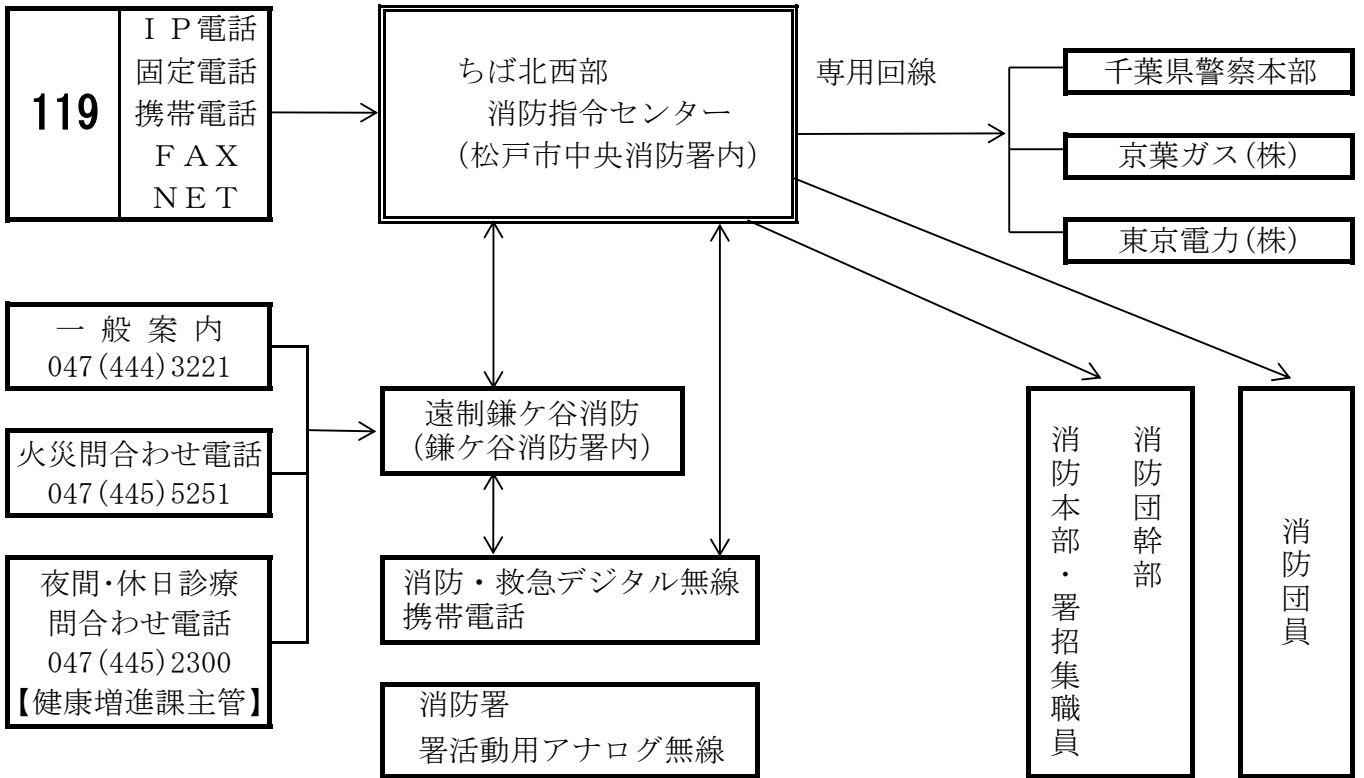 119
ＩＰ電話
固定電話
携帯電話
ＦＡＸ
ＮＥＴ
ちば北西部
消防指令センター
(松戸市中央消防署内)
専用回線
千葉県警察本部
京葉ガス(株)
東京電力(株)
一 般 案 内
047(444)3221
火災問合わせ電話
047(445)5251
夜間・休日診療
問合わせ電話
047(445)2300
【健康増進課主管】
遠制鎌ケ谷消防
(鎌ケ谷消防署内)
消防・救急デジタル無線
携帯電話
消防署
署活動用アナログ無線
消防団幹部
消防本部・署招集職員
消防団員